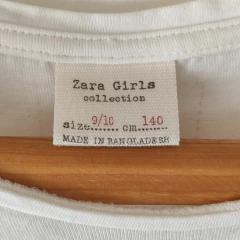 Zara Girls
collection
size 9/10 cm. 140
MADE IN BANGLADESH